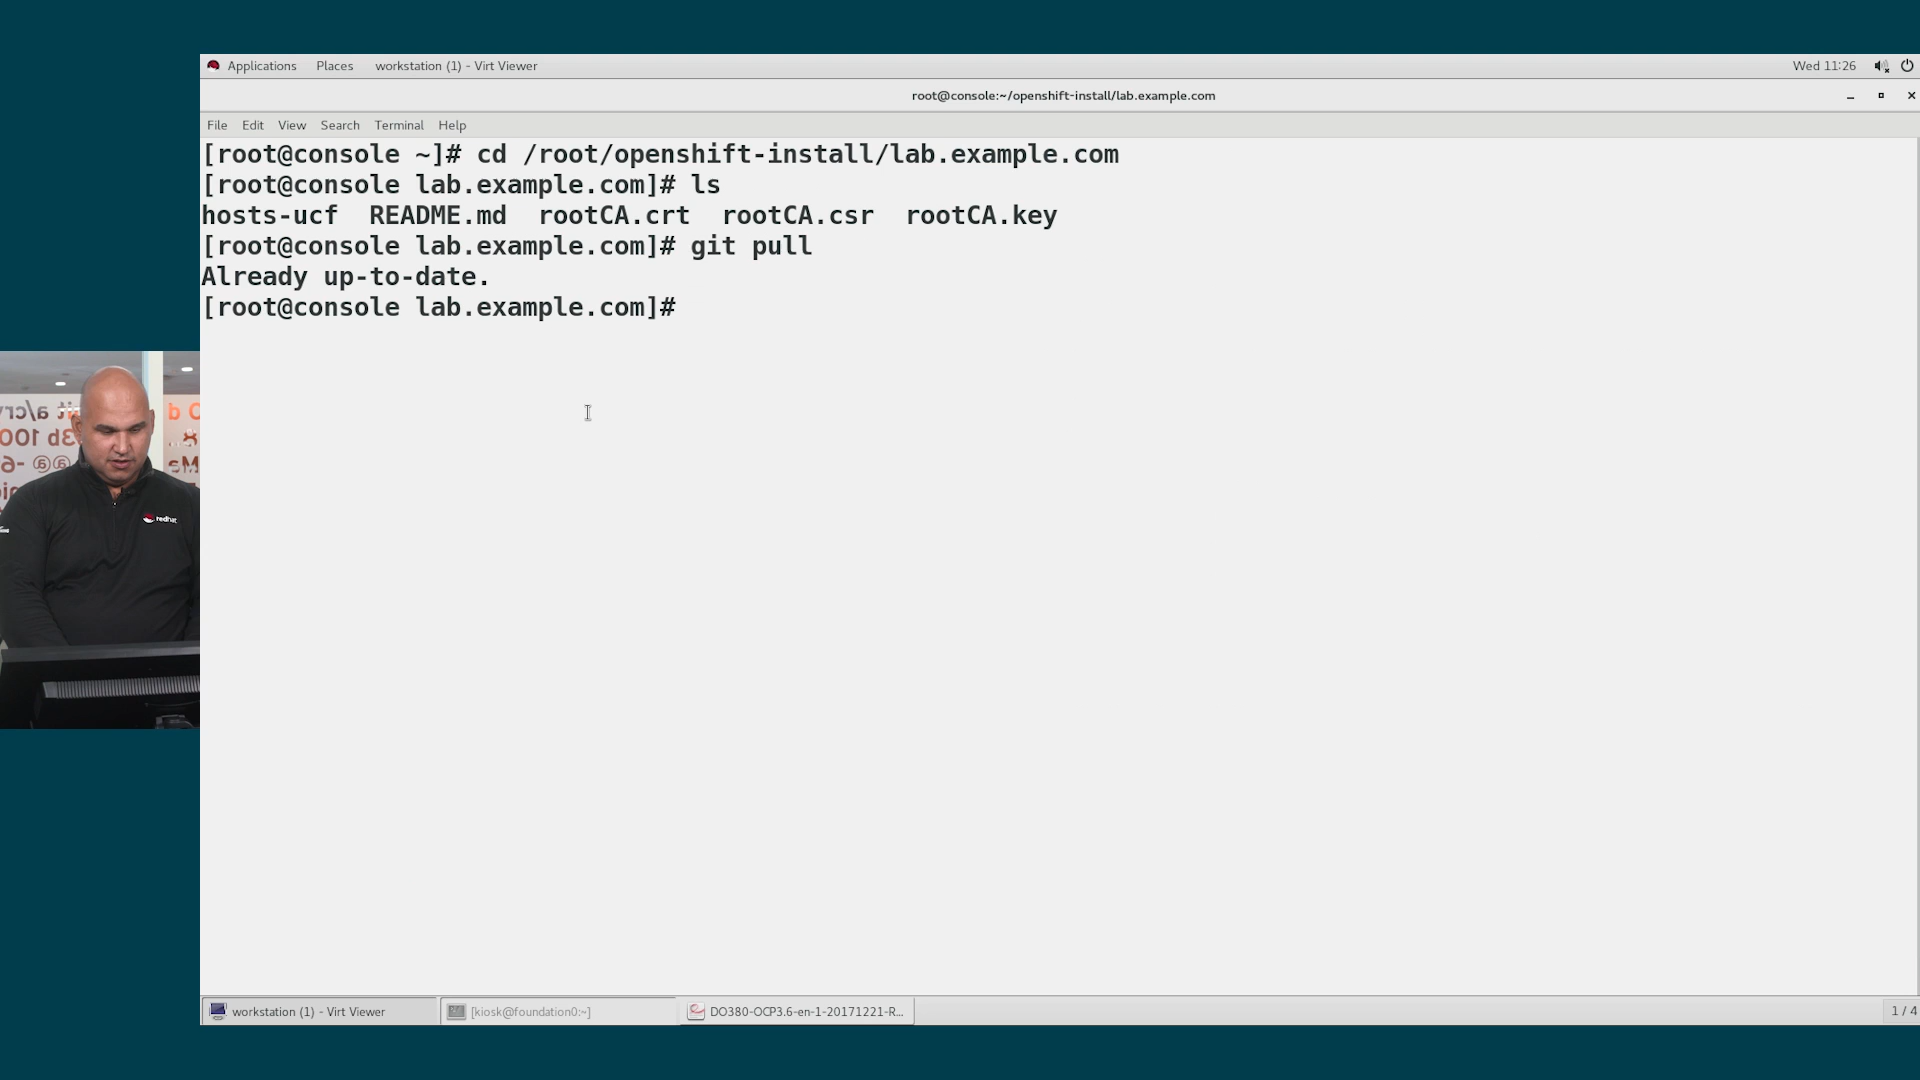 Applications Places workstation (1) - Virt Viewer Wed 11:26
root@console:~/openshift-install/lab.example.com
File Edit View Search Terminal Help
[root@console ~]# cd /root/openshift-install/lab.example.com
[root@console lab.example.com]# ls
hosts-ucf README.md rootCA.crt rootCA.csr rootCA.key
[root@console lab.example.com]# git pull
Already up-to-date.
[root@console lab.example.com]#
redhat
workstation (1) - Virt Viewer [kiosk@foundation0:~] DO380-OCP3.6-en-1-20171221-R... 1 / 4